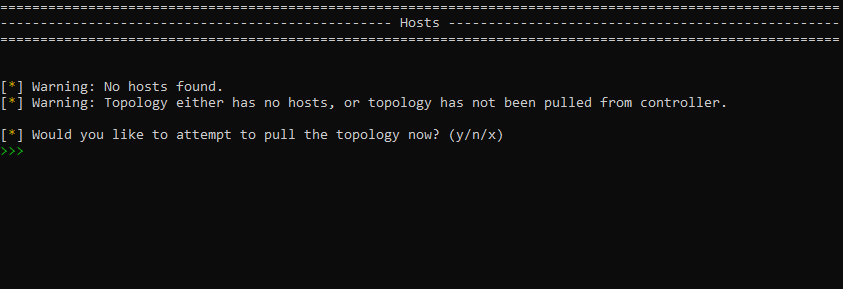 =========================================================================================================
------------------------------------------------- Hosts -------------------------------------------------
=========================================================================================================
[*] Warning: No hosts found.
[*] Warning: Topology either has no hosts, or topology has not been pulled from controller.
[*] Would you like to attempt to pull the topology now? (y/n/x)
>>>